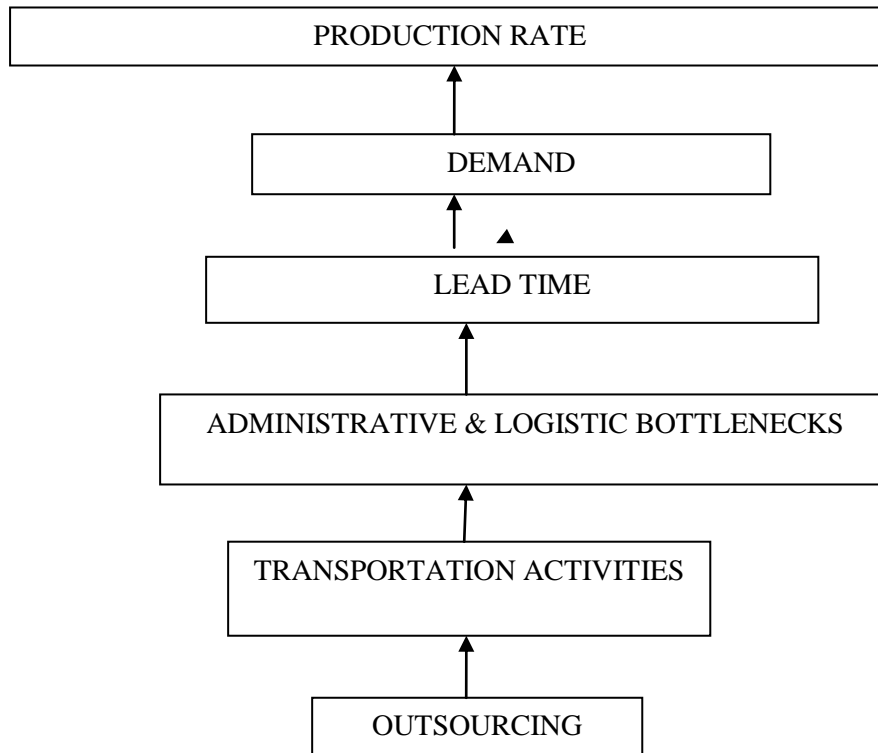 PRODUCTION RATE
DEMAND
LEAD TIME
ADMINISTRATIVE & LOGISTIC BOTTLENECKS
TRANSPORTATION ACTIVITIES
OUTSOURCING